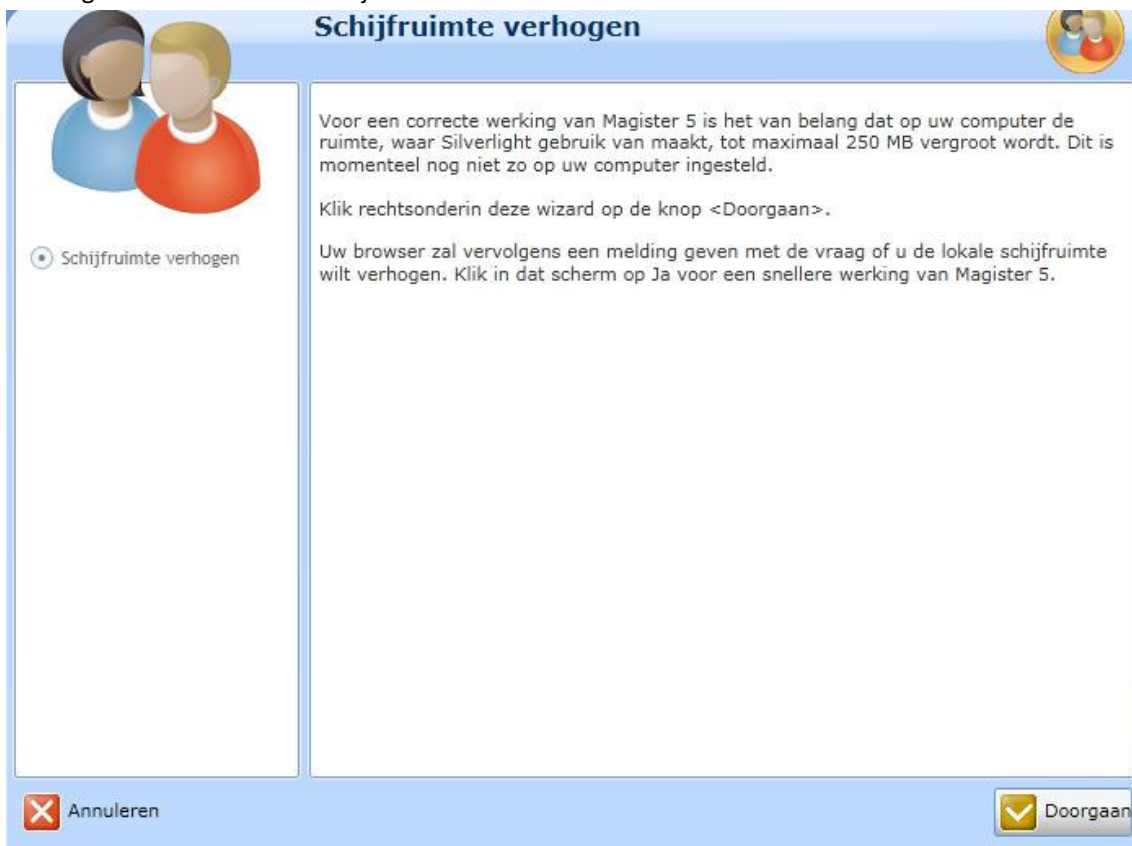 Schijfruimte verhogen
Voor een correcte werking van Magister 5 is het van belang dat op uw computer de
ruimte, waar Silverlight gebruik van maakt, tot maximaal 250 MB vergroot wordt. Dit is
momenteel nog niet zo op uw computer ingesteld.
Klik rechtsonderin deze wizard op de knop <Doorgaan>.
Schijfruimte verhogen
Uw browser zal vervolgens een melding geven met de vraag of u de lokale schijfruimte
wilt verhogen. Klik in dat scherm op Ja voor een snellere werking van Magister 5.
Annuleren
Doorgaan